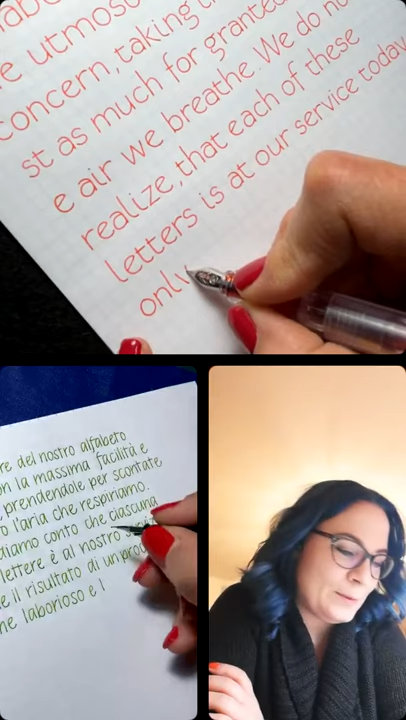 e utmost
concern, taking
st as much for granted
e air we breathe. We do no
realize, that each of these
letters is at our service today
only
re del nostro alfabeto
on la massima facilità e
prendendole per scontate
o l'aria che respiriamo.
diamo conto che ciascuna
lettere è al nostro
e il risultato di un
ne laborioso e l